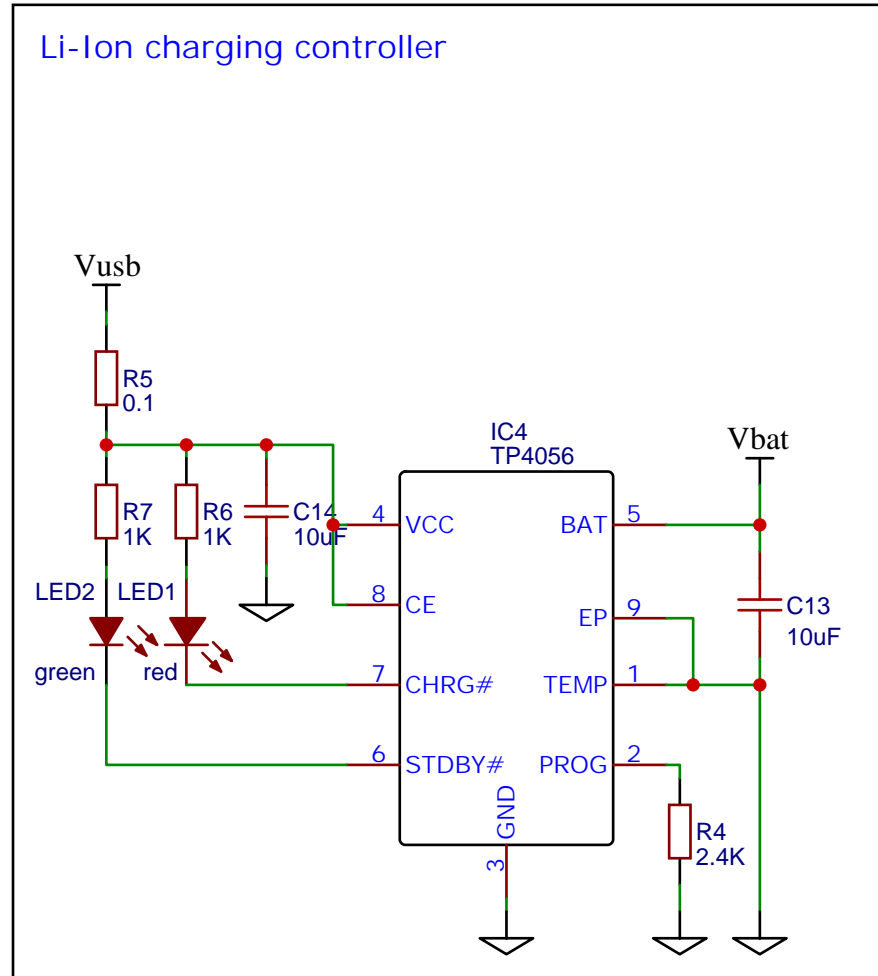 Li-Ion charging controller
Vusb
R5
0.1
IC4
TP4056
Vbat
R7
1K
R6
1K
C14
10uF
4
VCC
BAT
5
LED2
LED1
8
CE
EP
9
C13
10uF
green
red
7
CHRG#
TEMP
1
6
STDBY#
PROG
2
GND
3
R4
2.4K